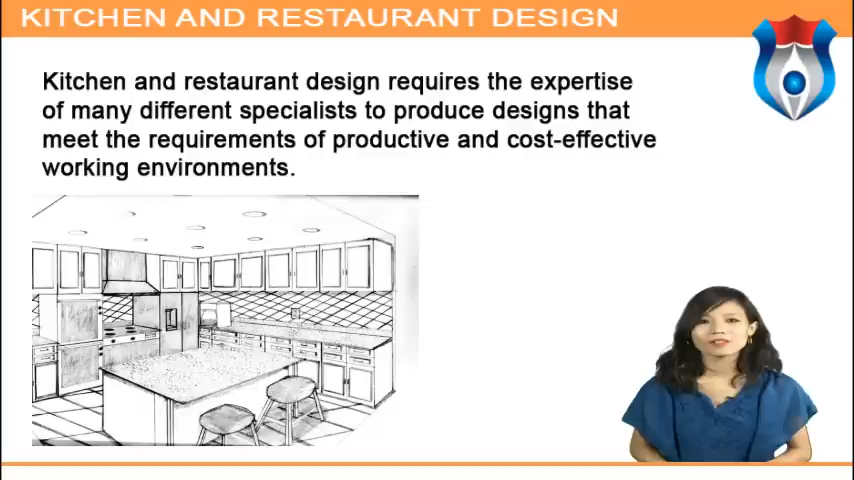 KITCHEN AND RESTAURANT DESIGN
Kitchen and restaurant design requires the expertise
of many different specialists to produce designs that
meet the requirements of productive and cost-effective
working environments.